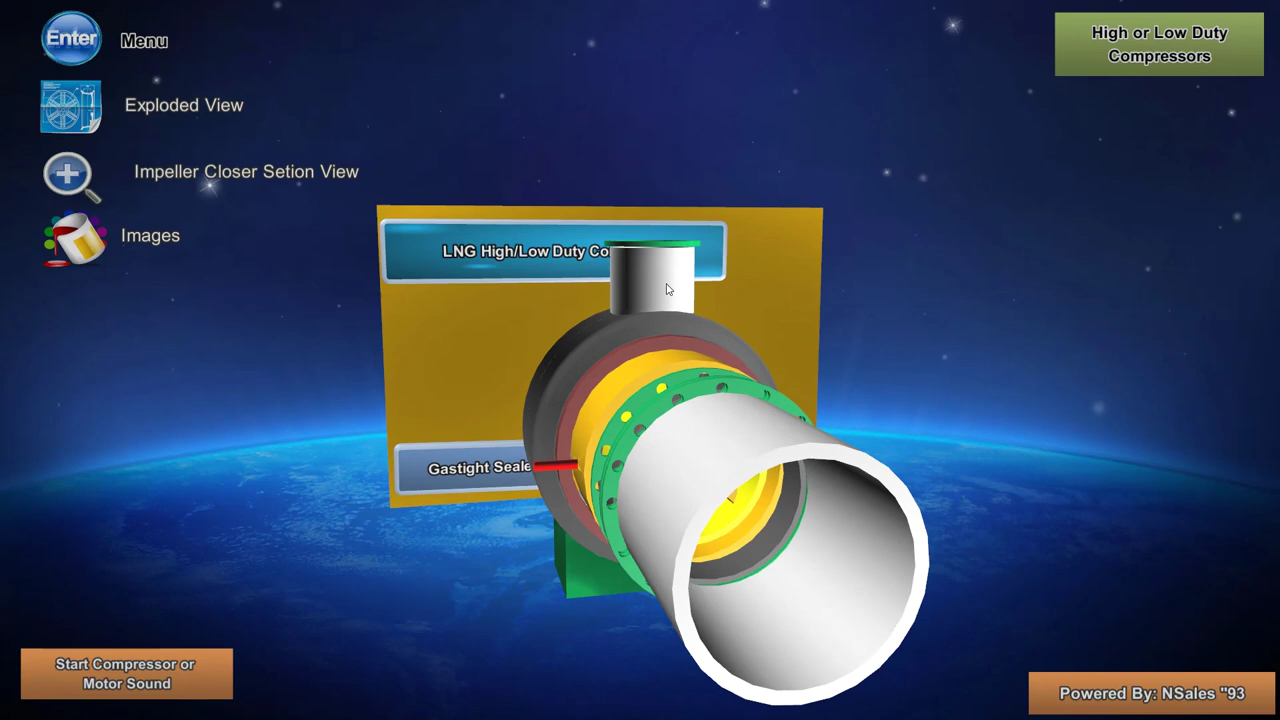 Enter
Menu
High or Low Duty
Compressors
Exploded View
Impeller Closer Setion View
Images
LNG High/Low Duty Co
Gastight Seale
Start Compressor or
Motor Sound
Powered By: NSales "93